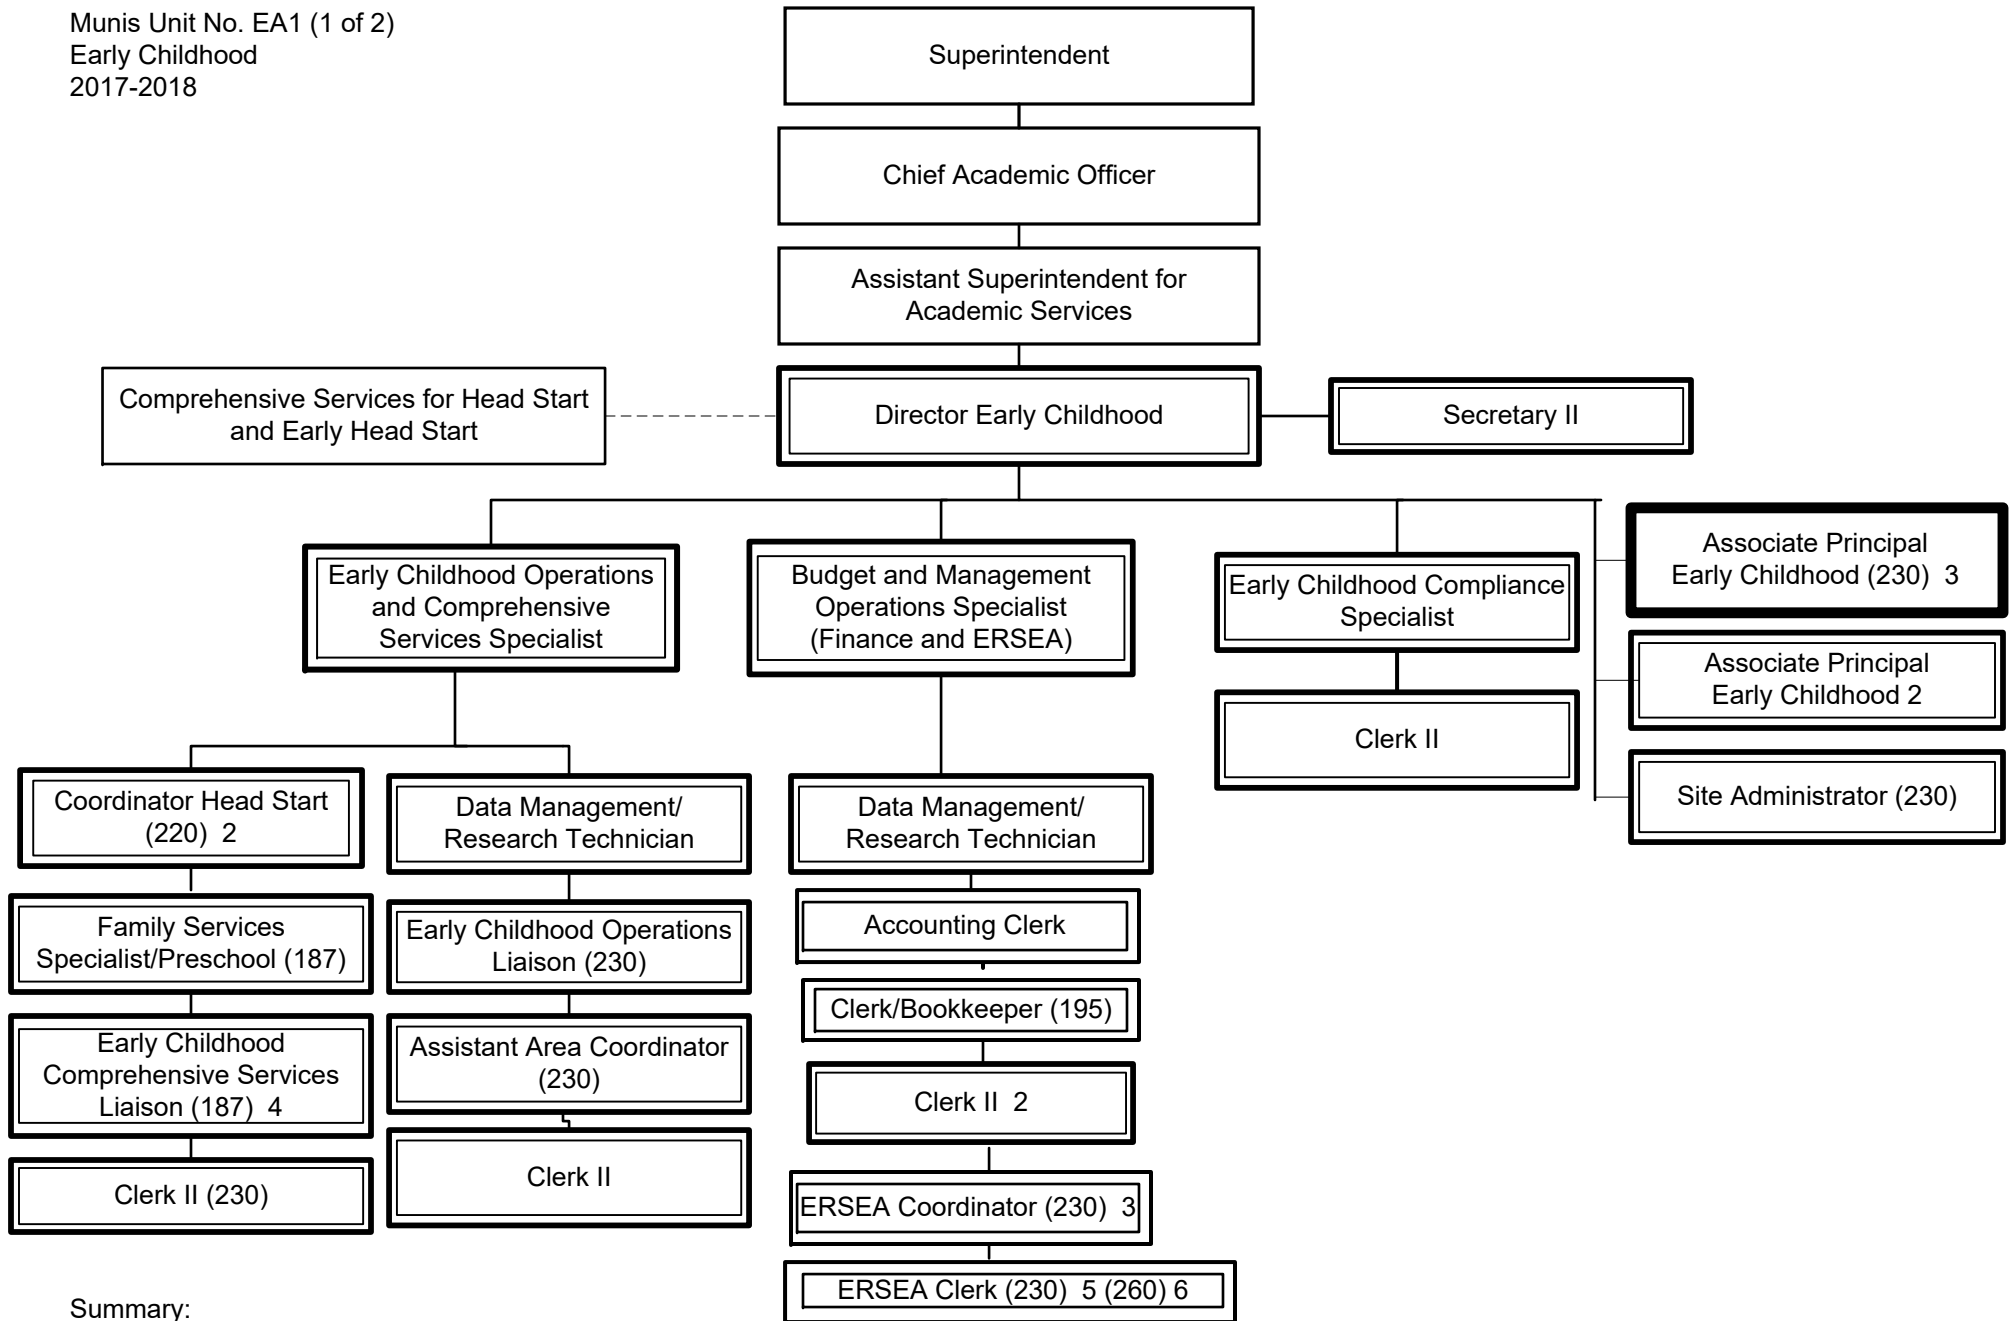 Munis Unit No. EA1 (1 of 2)
Early Childhood
2017-2018
Superintendent
Chief Academic Officer
Assistant Superintendent for
Academic Services
Comprehensive Services for Head Start
and Early Head Start
Director Early Childhood
Secretary II
Early Childhood Operations
and Comprehensive
Services Specialist
Budget and Management
Operations Specialist
(Finance and ERSEA)
Early Childhood Compliance
Specialist
Clerk II
Associate Principal
Early Childhood (230)  3
Associate Principal
Early Childhood 2
Site Administrator (230)
Coordinator Head Start
(220)  2
Family Services
Specialist/Preschool (187)
Early Childhood
Comprehensive Services
Liaison (187)  4
Clerk II (230)
Data Management/
Research Technician
Early Childhood Operations
Liaison (230)
Assistant Area Coordinator
(230)
Clerk II
Data Management/
Research Technician
Accounting Clerk
Clerk/Bookkeeper (195)
Clerk II  2
ERSEA Coordinator (230)  3
ERSEA Clerk (230)  5 (260) 6
Summary: